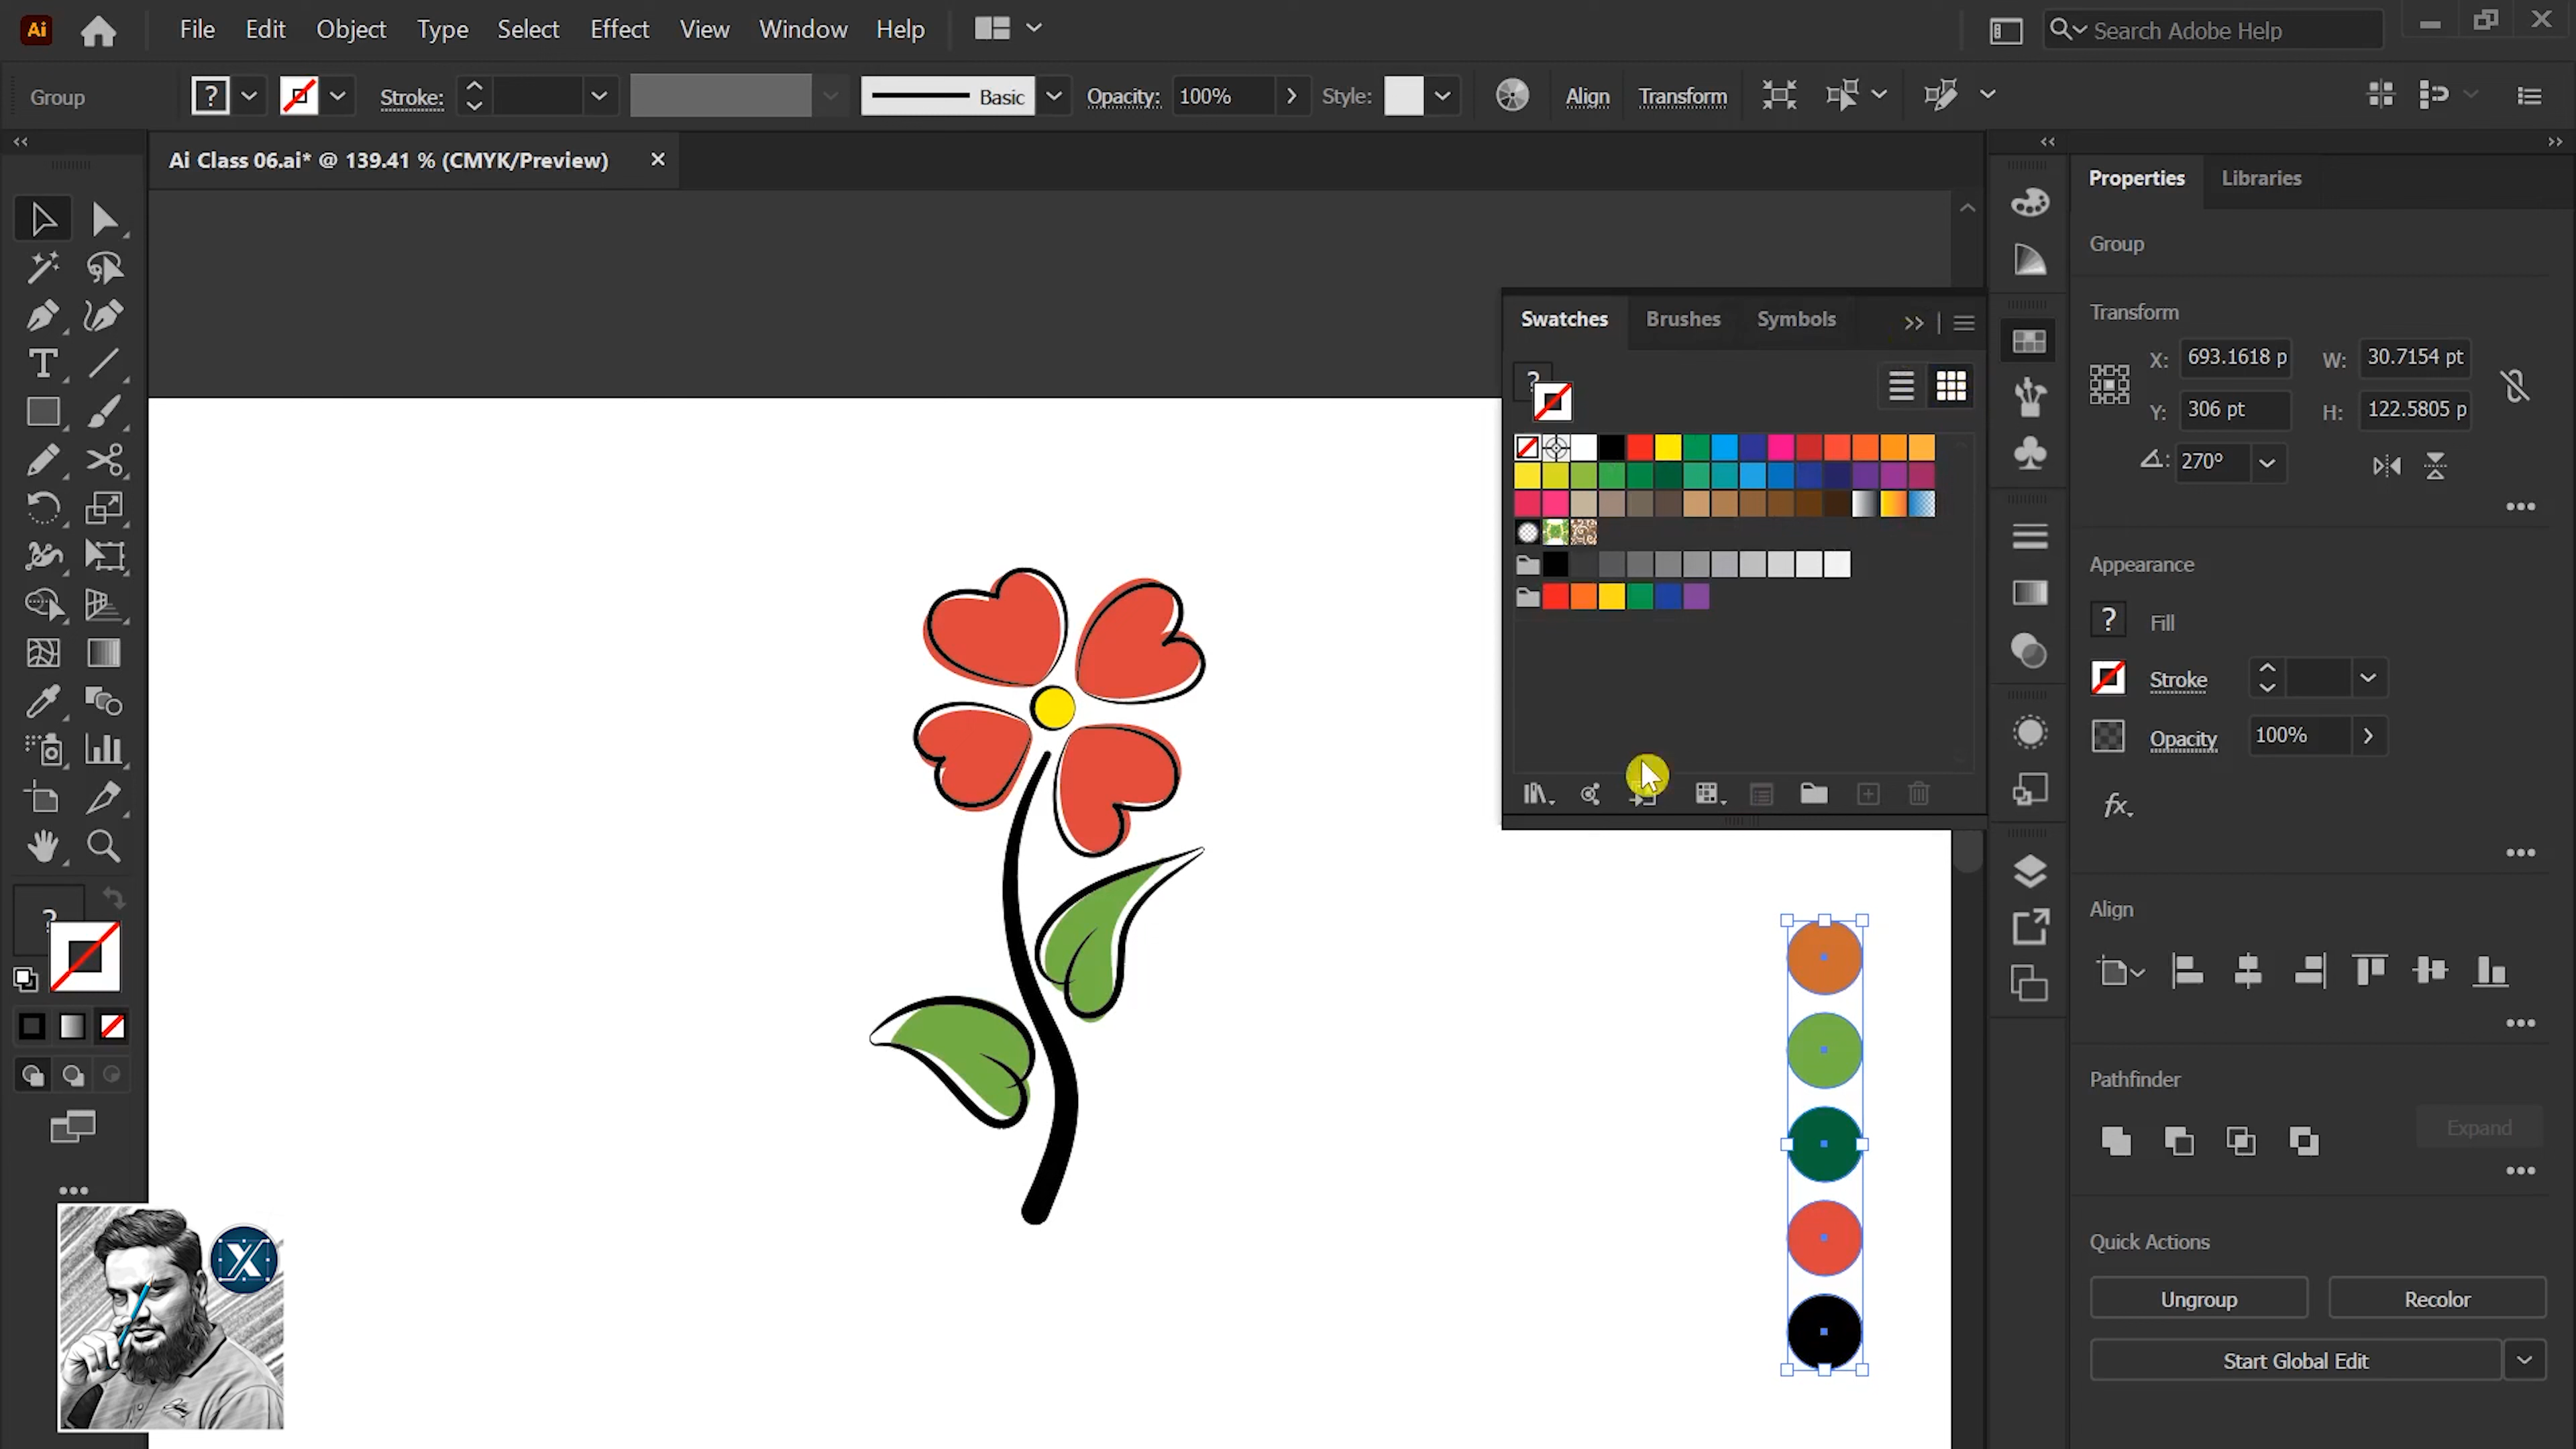 Ai File Edit Object Type Select Effect View Window Help Search Adobe Help
Group ? Stroke: Basic Opacity: 100% Style: Align Transform
Ai Class 06.ai* @ 139.41 % (CMYK/Preview)
Properties Libraries
Group
Transform
X: 693.1618 p W: 30.7154 pt
Y: 306 pt H: 122.5805 p
270°
Swatches Brushes Symbols
?
Appearance
? Fill
Stroke
Opacity 100%
fx
Align
Pathfinder
Expand
Quick Actions
Ungroup Recolor
Start Global Edit
?
X